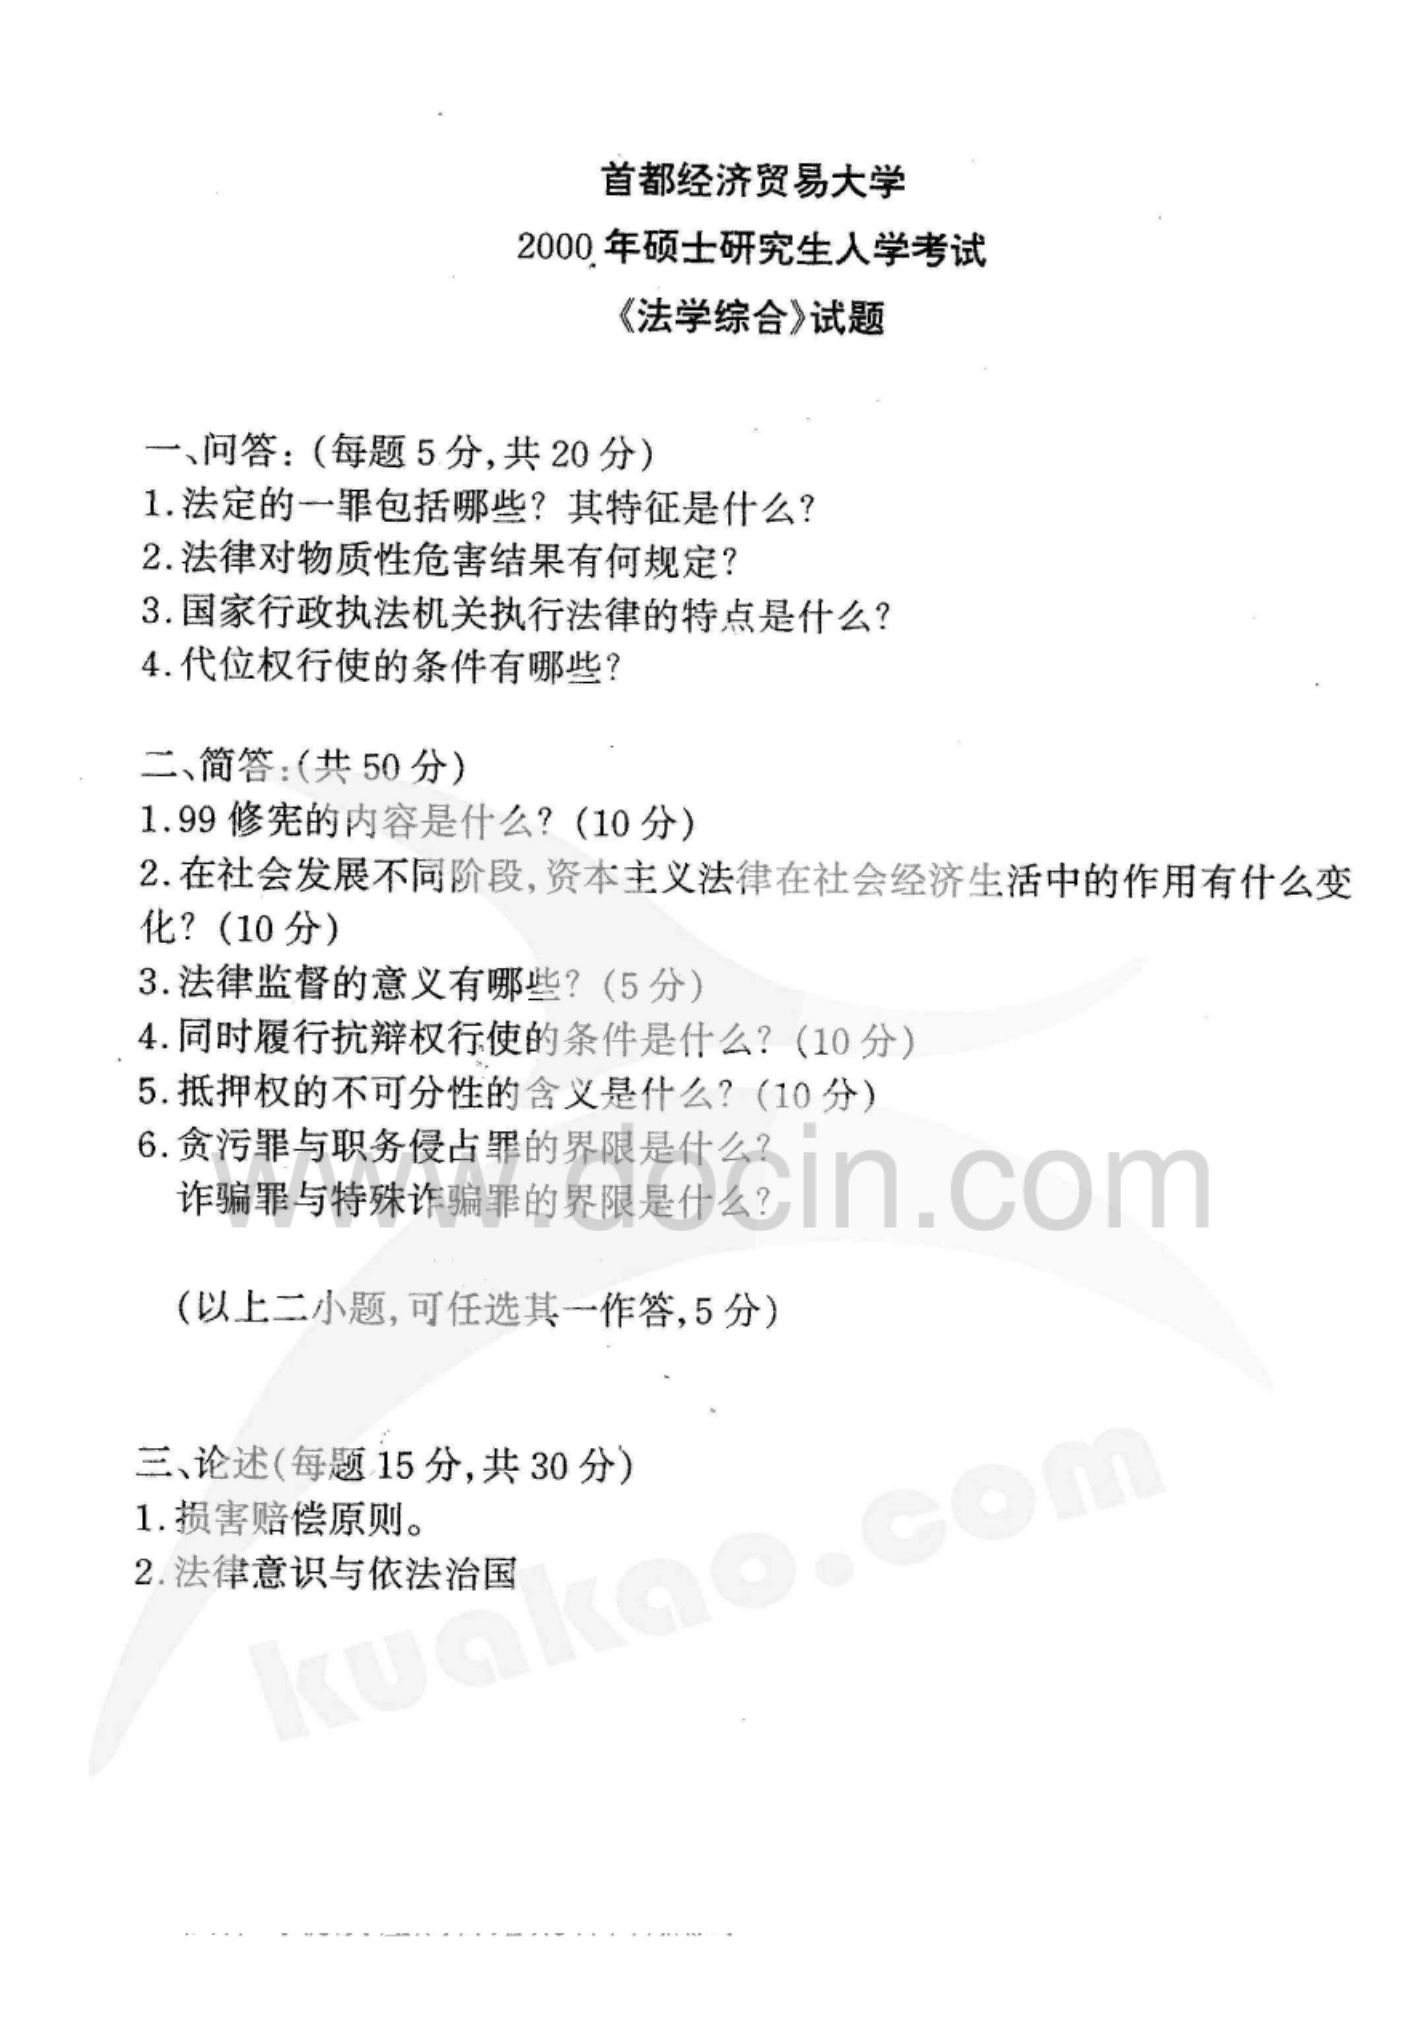 首都经济贸易大学
2000年硕士研究生入学考试
《法学综合》试题
一、问答：(每题5分,共20分)
1.法定的一罪包括哪些？其特征是什么？
2.法律对物质性危害结果有何规定？
3.国家行政执法机关执行法律的特点是什么？
4.代位权行使的条件有哪些？
二、简答：(共50分)
1.99修宪的内容是什么？(10分)
2.在社会发展不同阶段,资本主义法律在社会经济生活中的作用有什么变
化？(10分)
3.法律监督的意义有哪些？(5分)
4.同时履行抗辩权行使的条件是什么？(10分)
5.抵押权的不可分性的含义是什么？(10分)
6.贪污罪与职务侵占罪的界限是什么？
诈骗罪与特殊诈骗罪的界限是什么？
www.docin.com
(以上二小题,可任选其一作答,5分)
三、论述(每题15分,共30分)
1.损害赔偿原则。
2.法律意识与依法治国
kuakao.com